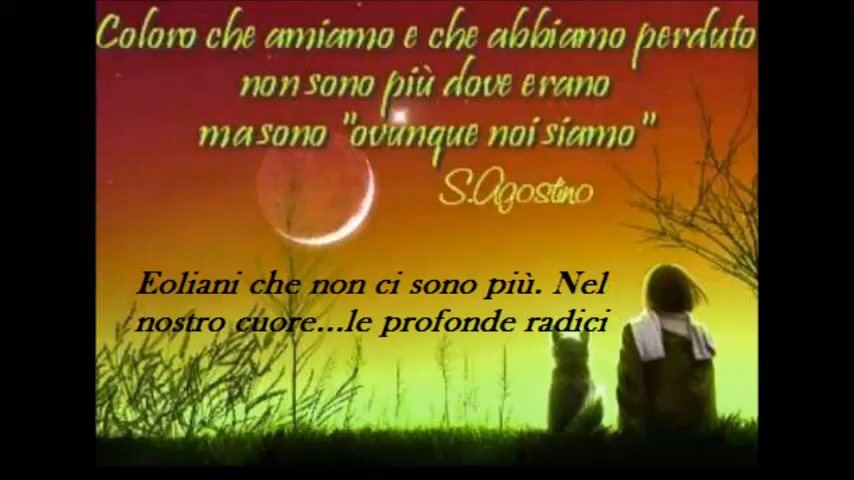 Coloro che amiamo e che abbiamo perduto
non sono più dove erano
ma sono "ovunque noi siamo"
S.Agostino
Eoliani che non ci sono più. Nel
nostro cuore...le profonde radici